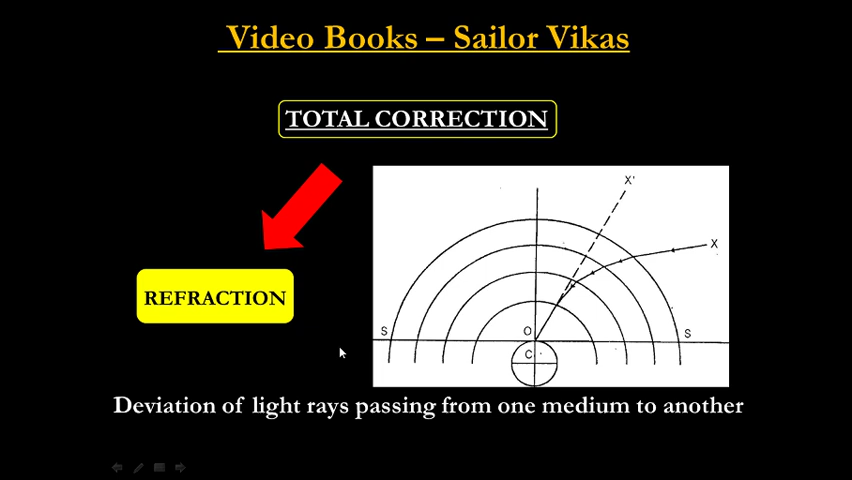 Video Books – Sailor Vikas
TOTAL CORRECTION
X'
X
REFRACTION
S
O
S
C
Deviation of light rays passing from one medium to another